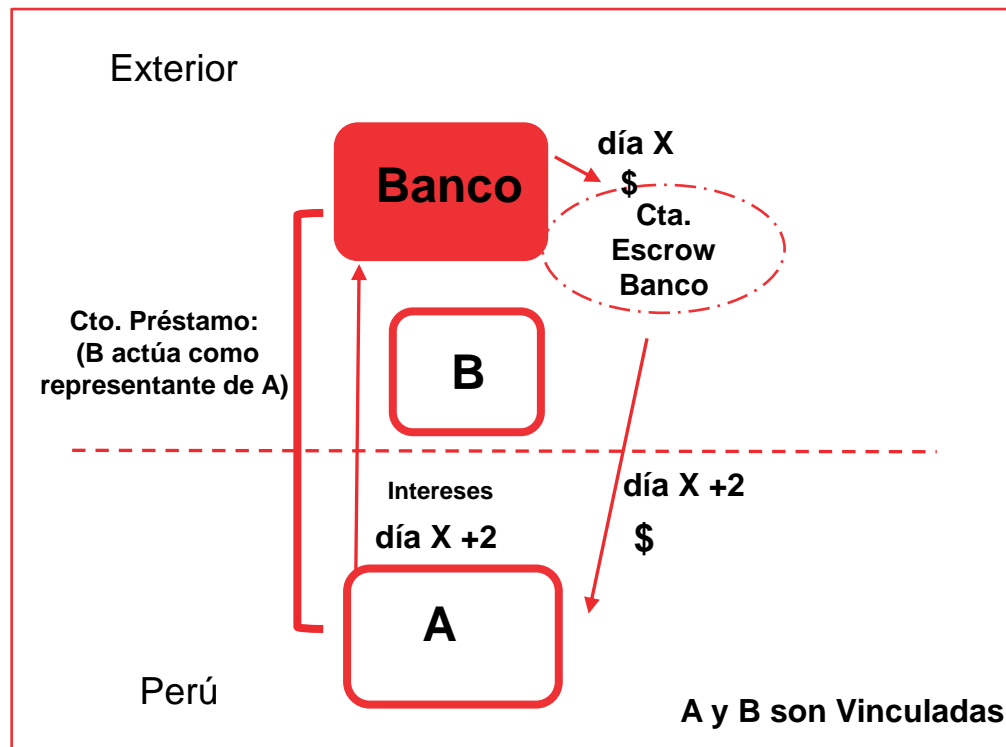 Exterior
Banco
día X
$
Cta.
Escrow
Banco
Cto. Préstamo:
(B actúa como
representante de A)
B
Intereses
día X +2
día X +2
$
A
Perú
A y B son Vinculadas